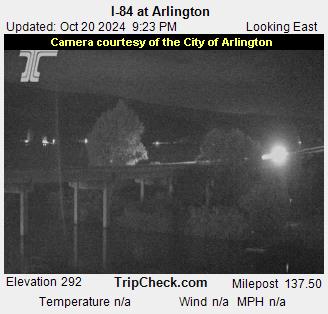 I-84 at Arlington
Updated: Oct 20 2024 9:23 PM Looking East
Camera courtesy of the City of Arlington
Elevation 292 TripCheck.com Milepost 137.50
Temperature n/a Wind n/a MPH n/a